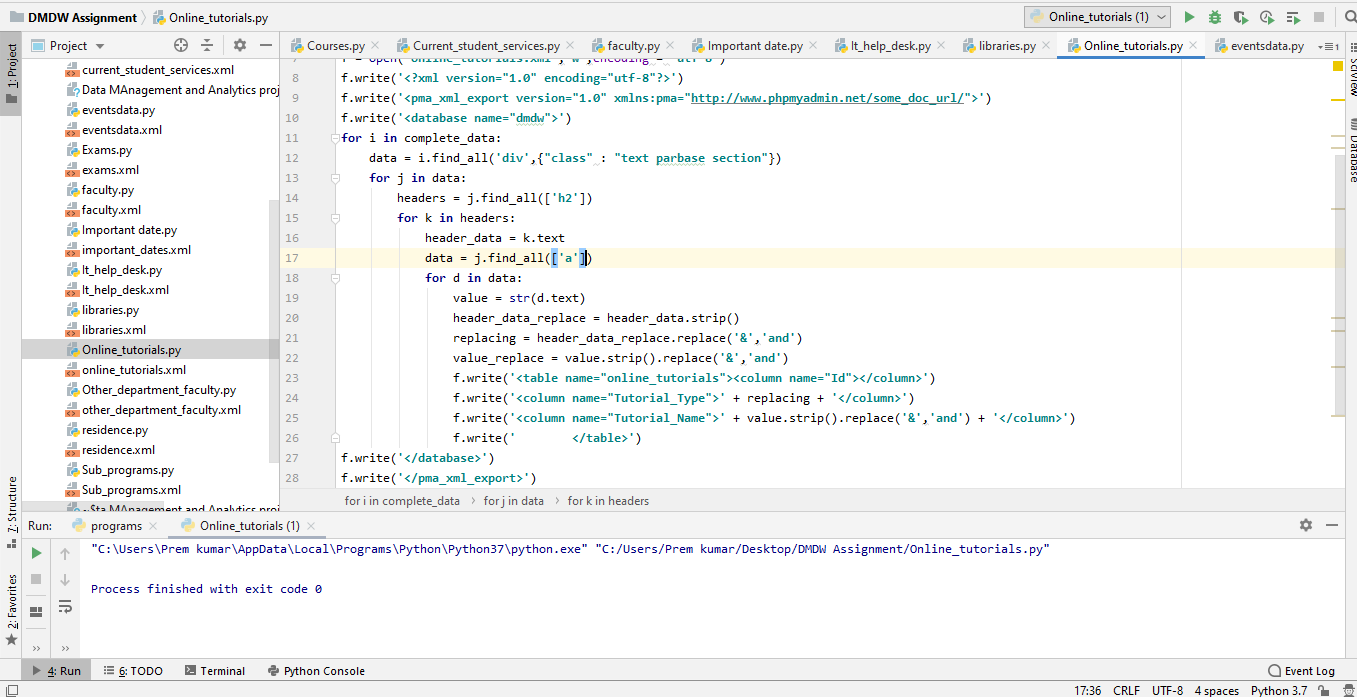 DMDW Assignment Online_tutorials.py Online_tutorials (1)
1: Project
Project
Courses.py Current_student_services.py faculty.py Important date.py It_help_desk.py libraries.py Online_tutorials.py eventsdata.py 1
current_student_services.xml
Data MAnagement and Analytics proj
eventsdata.py
eventsdata.xml
Exams.py
exams.xml
faculty.py
faculty.xml
Important date.py
important_dates.xml
It_help_desk.py
It_help_desk.xml
libraries.py
libraries.xml
Online_tutorials.py
online_tutorials.xml
Other_department_faculty.py
other_department_faculty.xml
residence.py
residence.xml
Sub_programs.py
Sub_programs.xml
~$ta MAnagement and Analytics proj
f = open('online_tutorials.xml','w',encoding = 'utf-8')
8 f.write('<?xml version="1.0" encoding="utf-8"?>')
9 f.write('<pma_xml_export version="1.0" xmlns:pma="http://www.phpmyadmin.net/some_doc_url/">')
10 f.write('<database name="dmdw">')
11 for i in complete_data:
12 data = i.find_all('div',{"class" : "text parbase section"})
13 for j in data:
14 headers = j.find_all(['h2'])
15 for k in headers:
16 header_data = k.text
17 data = j.find_all(['a'])
18 for d in data:
19 value = str(d.text)
20 header_data_replace = header_data.strip()
21 replacing = header_data_replace.replace('&','and')
22 value_replace = value.strip().replace('&','and')
23 f.write('<table name="online_tutorials"><column name="Id"></column>')
24 f.write('<column name="Tutorial_Type">' + replacing + '</column>')
25 f.write('<column name="Tutorial_Name">' + value.strip().replace('&','and') + '</column>')
26 f.write('        </table>')
27 f.write('</database>')
28 f.write('</pma_xml_export>')
for i in complete_data for j in data for k in headers
SciView
Database
7: Structure
2: Favorites
Run: programs Online_tutorials (1)
"C:\Users\Prem kumar\AppData\Local\Programs\Python\Python37\python.exe" "C:/Users/Prem kumar/Desktop/DMDW Assignment/Online_tutorials.py"
Process finished with exit code 0
4: Run 6: TODO Terminal Python Console Event Log
17:36 CRLF UTF-8 4 spaces Python 3.7